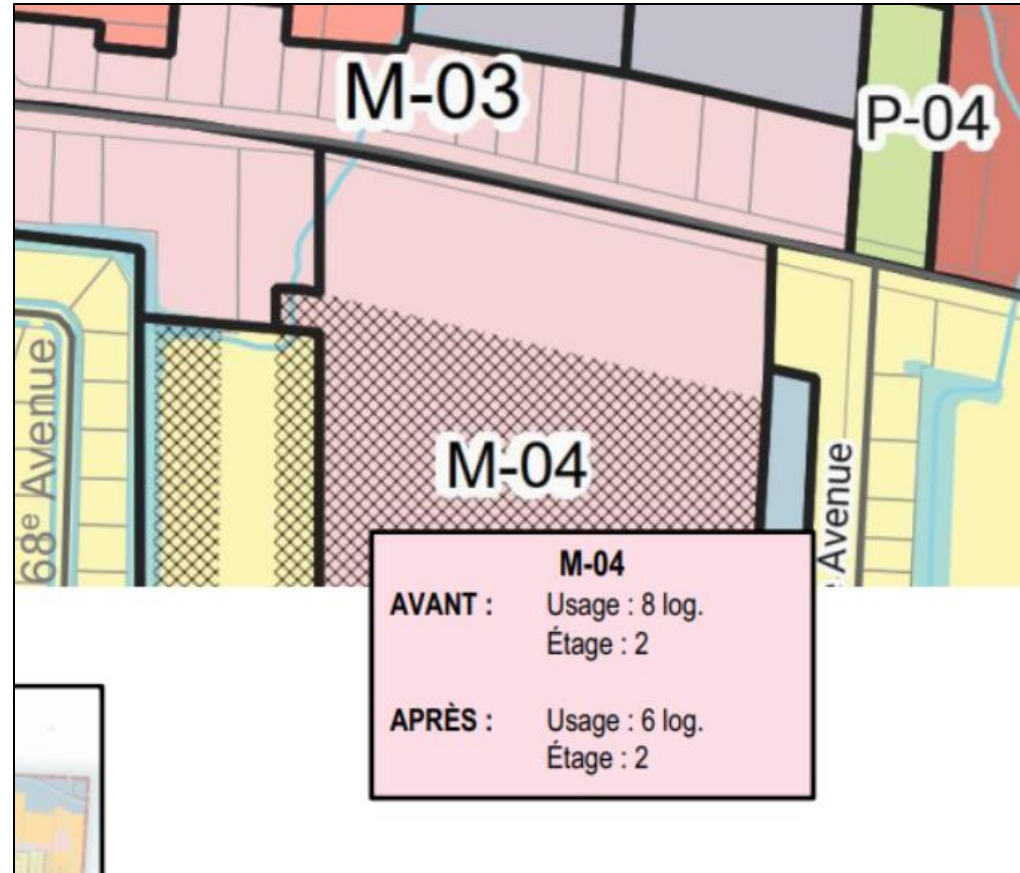 M-03
P-04
68e Avenue
M-04
Avenue
M-04
AVANT : Usage : 8 log.
Étage : 2
APRÈS : Usage : 6 log.
Étage : 2